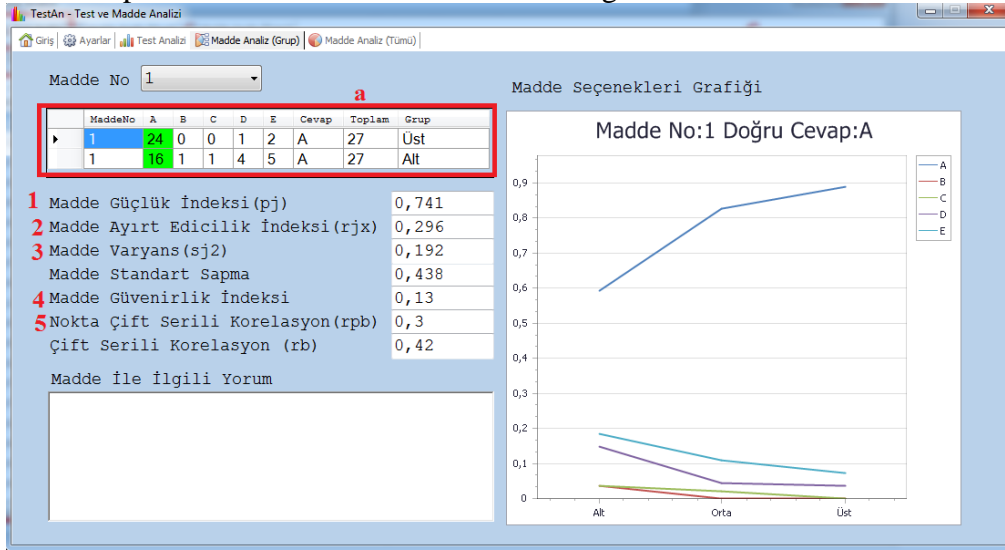 TestAn - Test ve Madde Analizi
Giriş Ayarlar Test Analizi Madde Analiz (Grup) Madde Analiz (Tümü)
Madde No 1
a
MaddeNo A B C D E Cevap Toplam Grup
1 24 0 0 1 2 A 27 Üst
1 16 1 1 4 5 A 27 Alt
1 Madde Güçlük İndeksi(pj) 0,741
2 Madde Ayırt Edicilik İndeksi(rjx) 0,296
3 Madde Varyans(sj2) 0,192
Madde Standart Sapma 0,438
4 Madde Güvenirlik İndeksi 0,13
5 Nokta Çift Serili Korelasyon(rpb) 0,3
Çift Serili Korelasyon (rb) 0,42
Madde İle İlgili Yorum
Madde Seçenekleri Grafiği
Madde No:1 Doğru Cevap:A
A
B
C
D
E
0,9
0,8
0,7
0,6
0,5
0,4
0,3
0,2
0,1
0
Alt Orta Üst